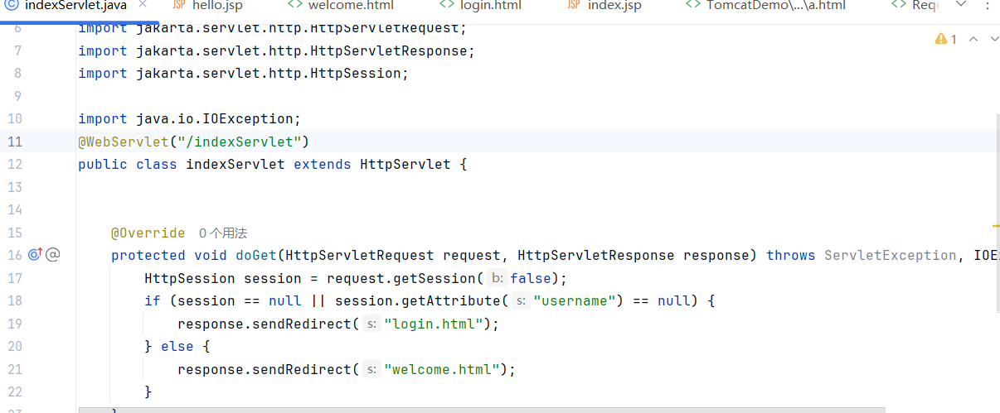 indexServlet.java × JSP hello.jsp <> welcome.html <> login.html JSP index.jsp <> TomcatDemo\...\a.html <>
6 import jakarta.servlet.http.HttpServletRequest;
7 import jakarta.servlet.http.HttpServletResponse;
8 import jakarta.servlet.http.HttpSession;
9
10 import java.io.IOException;
11 @WebServlet("/indexServlet")
12 public class indexServlet extends HttpServlet {
13
14
15 @Override 0 个用法
16 protected void doGet(HttpServletRequest request, HttpServletResponse response) throws ServletException, IOE
17 HttpSession session = request.getSession( b: false);
18 if (session == null || session.getAttribute( s: "username") == null) {
19 response.sendRedirect( s: "login.html");
20 } else {
21 response.sendRedirect( s: "welcome.html");
22 }
1